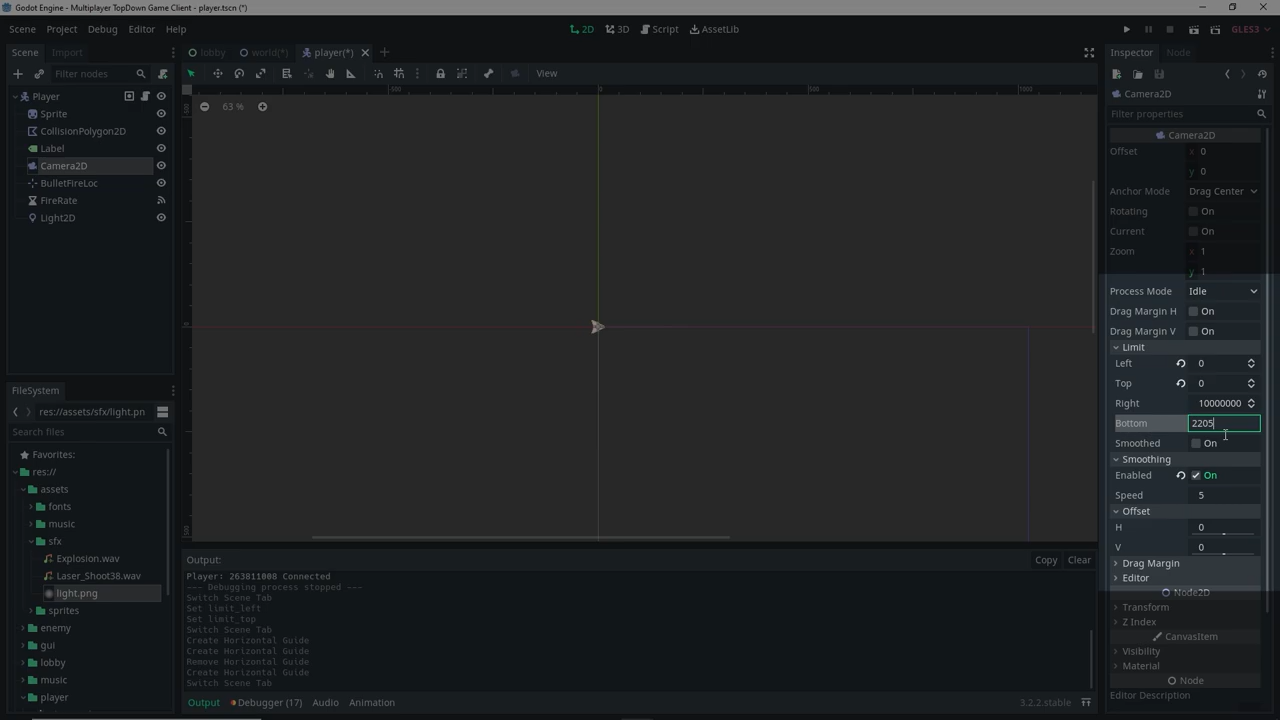 Godot Engine - Multiplayer TopDown Game Client - player.tscn (*)
Scene Project Debug Editor Help
2D 3D Script AssetLib
GLES3
Scene Import
lobby world(*) player(*)
Inspector Node
Filter nodes
View
Camera2D
Filter properties
63 %
Player
Sprite
CollisionPolygon2D
Label
Camera2D
BulletFireLoc
FireRate
Light2D
Camera2D
Offset x 0
y 0
Anchor Mode Drag Center
Rotating On
Current On
Zoom x 1
y 1
Process Mode Idle
Drag Margin H On
Drag Margin V On
Limit
Left 0
Top 0
Right 10000000
Bottom 2205
Smoothed On
Smoothing
Enabled On
Speed 5
Offset
H 0
V 0
Drag Margin
Editor
Node2D
Transform
Z Index
CanvasItem
Visibility
Material
Node
Editor Description
FileSystem
res://assets/sfx/light.pn
Search files
Favorites:
res://
assets
fonts
music
sfx
Explosion.wav
Laser_Shoot38.wav
light.png
sprites
enemy
gui
lobby
music
player
Output:
Copy Clear
Player: 263811008 Connected
--- Debugging process stopped ---
Switch Scene Tab
Set limit_left
Set limit_top
Switch Scene Tab
Create Horizontal Guide
Create Horizontal Guide
Remove Horizontal Guide
Create Horizontal Guide
Switch Scene Tab
Output Debugger (17) Audio Animation
3.2.2.stable